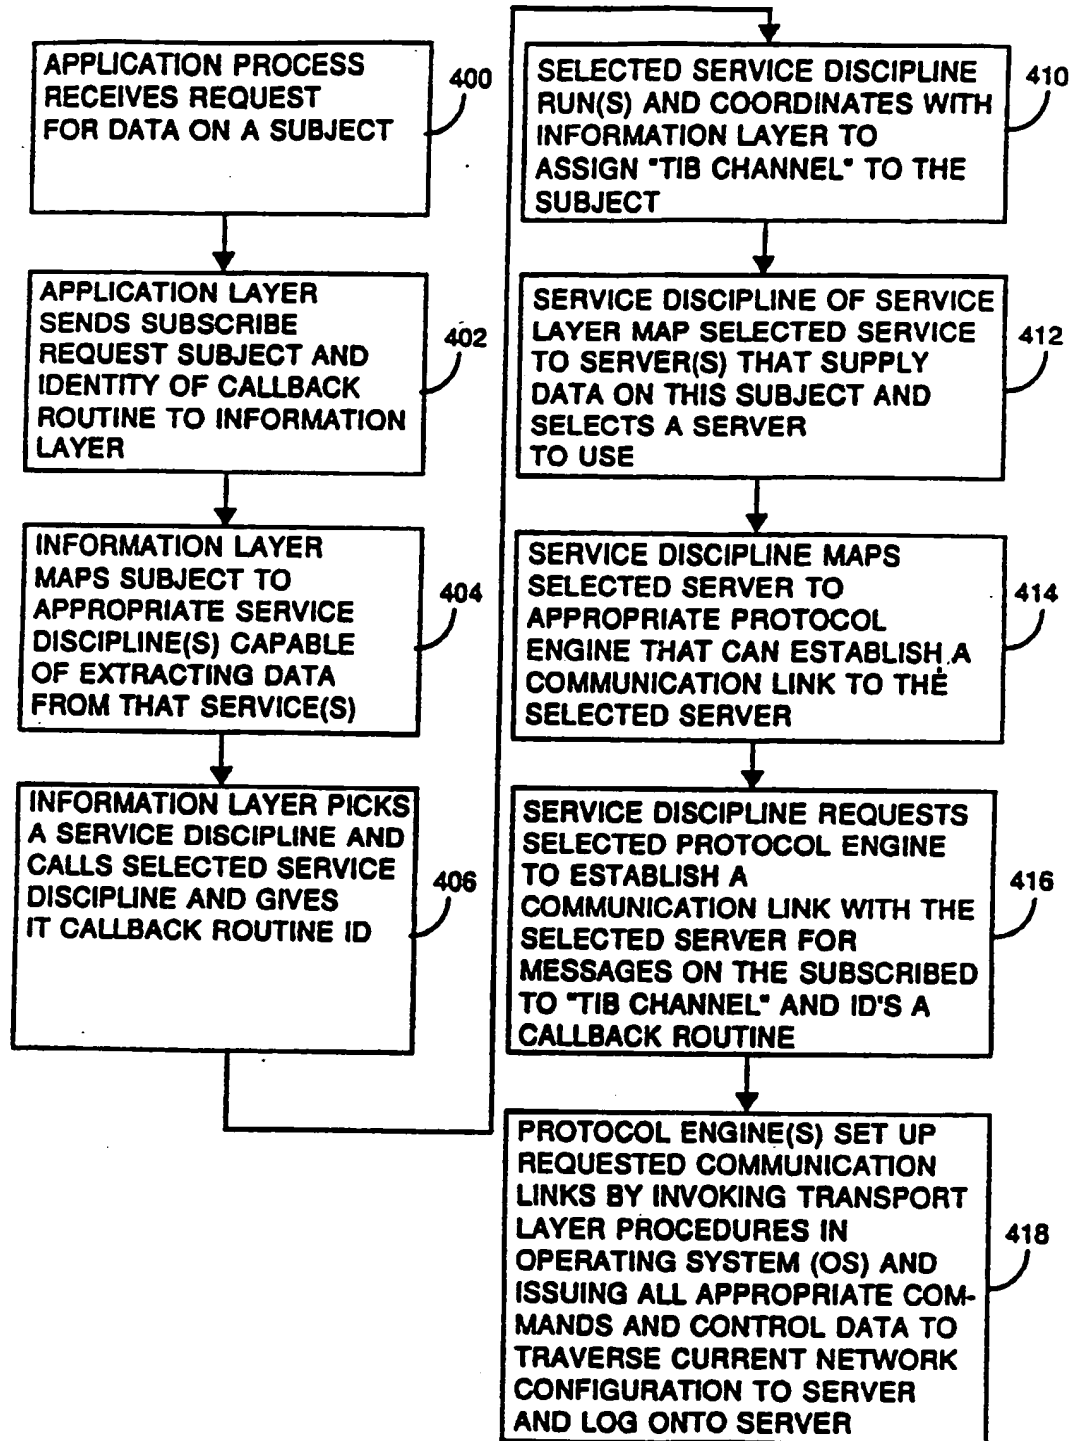 APPLICATION PROCESS
RECEIVES REQUEST
FOR DATA ON A SUBJECT
400
APPLICATION LAYER
SENDS SUBSCRIBE
REQUEST SUBJECT AND
IDENTITY OF CALLBACK
ROUTINE TO INFORMATION
LAYER
402
INFORMATION LAYER
MAPS SUBJECT TO
APPROPRIATE SERVICE
DISCIPLINE(S) CAPABLE
OF EXTRACTING DATA
FROM THAT SERVICE(S)
404
INFORMATION LAYER PICKS
A SERVICE DISCIPLINE AND
CALLS SELECTED SERVICE
DISCIPLINE AND GIVES
IT CALLBACK ROUTINE ID
406
SELECTED SERVICE DISCIPLINE
RUN(S) AND COORDINATES WITH
INFORMATION LAYER TO
ASSIGN "TIB CHANNEL" TO THE
SUBJECT
410
SERVICE DISCIPLINE OF SERVICE
LAYER MAP SELECTED SERVICE
TO SERVER(S) THAT SUPPLY
DATA ON THIS SUBJECT AND
SELECTS A SERVER
TO USE
412
SERVICE DISCIPLINE MAPS
SELECTED SERVER TO
APPROPRIATE PROTOCOL
ENGINE THAT CAN ESTABLISH A
COMMUNICATION LINK TO THE
SELECTED SERVER
414
SERVICE DISCIPLINE REQUESTS
SELECTED PROTOCOL ENGINE
TO ESTABLISH A
COMMUNICATION LINK WITH THE
SELECTED SERVER FOR
MESSAGES ON THE SUBSCRIBED
TO "TIB CHANNEL" AND ID'S A
CALLBACK ROUTINE
416
PROTOCOL ENGINE(S) SET UP
REQUESTED COMMUNICATION
LINKS BY INVOKING TRANSPORT
LAYER PROCEDURES IN
OPERATING SYSTEM (OS) AND
ISSUING ALL APPROPRIATE COM-
MANDS AND CONTROL DATA TO
TRAVERSE CURRENT NETWORK
CONFIGURATION TO SERVER
AND LOG ONTO SERVER
418